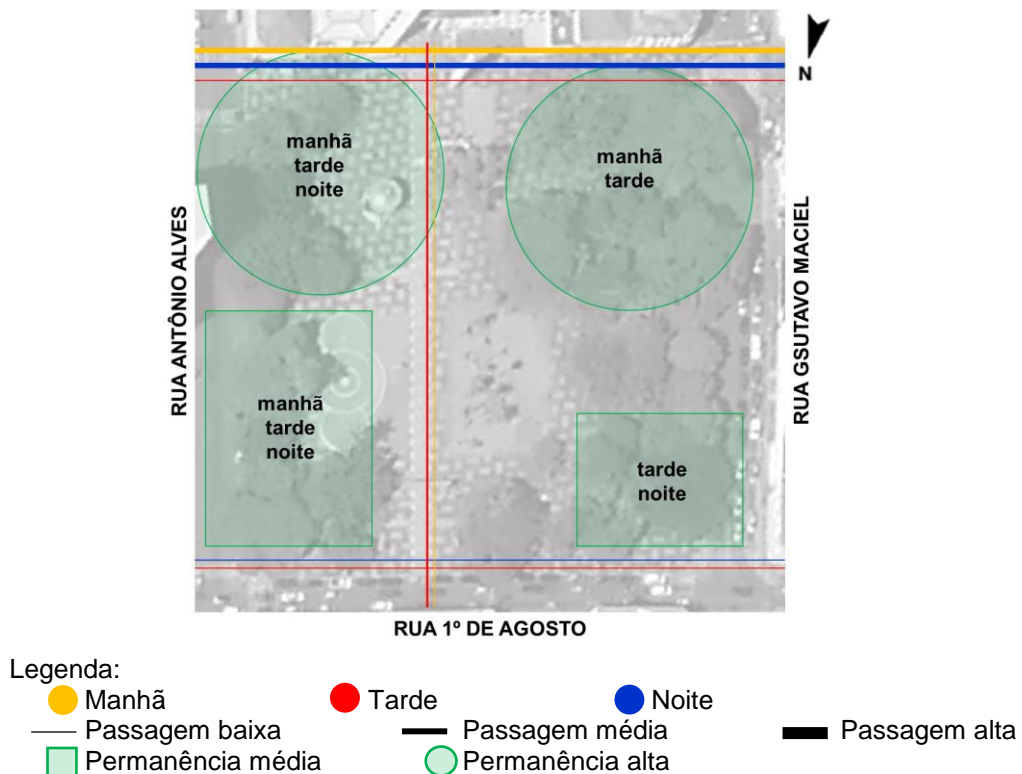 N
manhã
tarde
noite
manhã
tarde
RUA ANTÔNIO ALVES
RUA GSUTAVO MACIEL
manhã
tarde
noite
tarde
noite
RUA 1º DE AGOSTO
Legenda:
Manhã Tarde Noite
Passagem baixa Passagem média Passagem alta
Permanência média Permanência alta